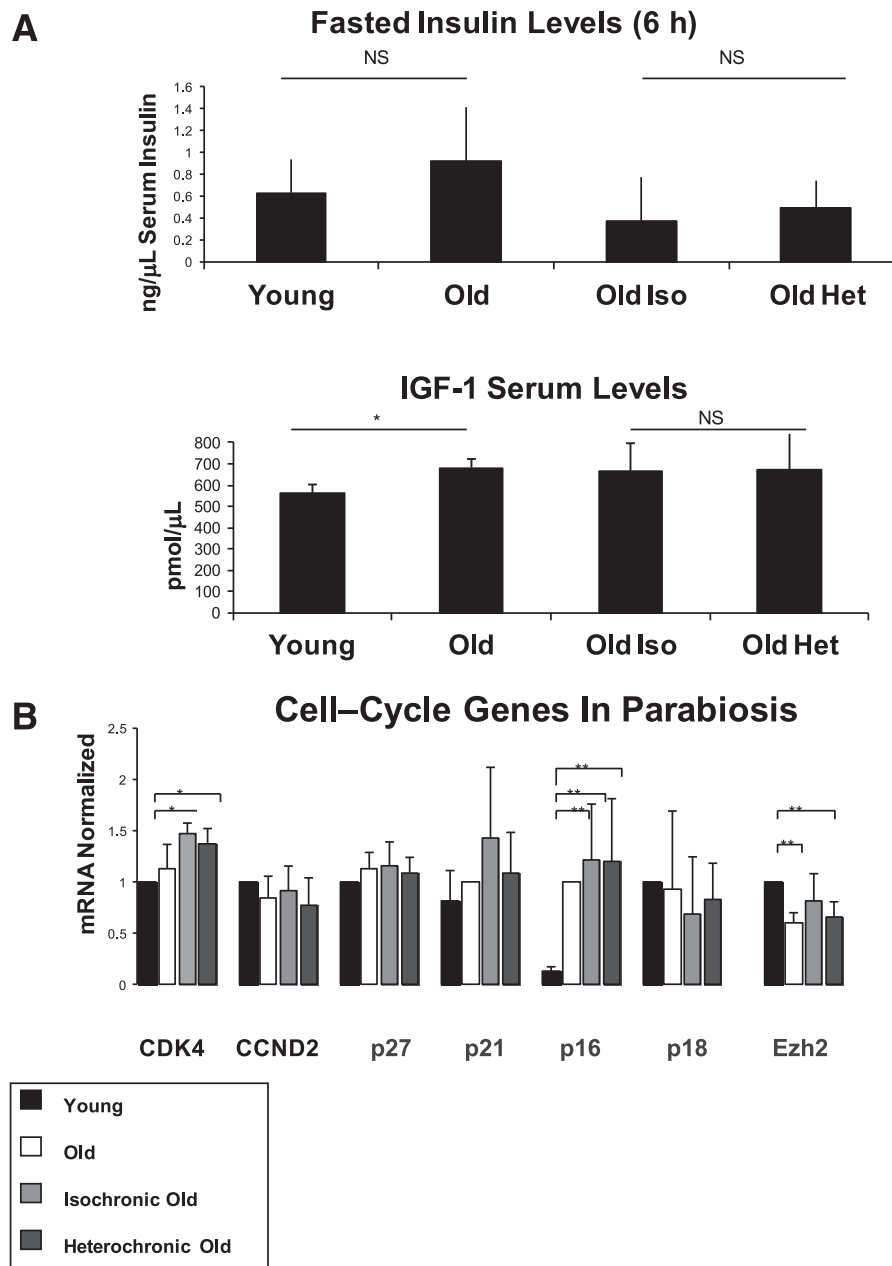 A
Fasted Insulin Levels (6 h)
NS
NS
ng/μL Serum Insulin
1.6
1.4
1.2
1
0.8
0.6
0.4
0.2
0
Young
Old
Old Iso
Old Het
IGF-1 Serum Levels
*
NS
pmol/μL
800
700
600
500
400
300
200
100
0
Young
Old
Old Iso
Old Het
B
Cell–Cycle Genes In Parabiosis
mRNA Normalized
2.5
2
1.5
1
0.5
0
*
*
**
**
**
**
**
CDK4
CCND2
p27
p21
p16
p18
Ezh2
Young
Old
Isochronic Old
Heterochronic Old